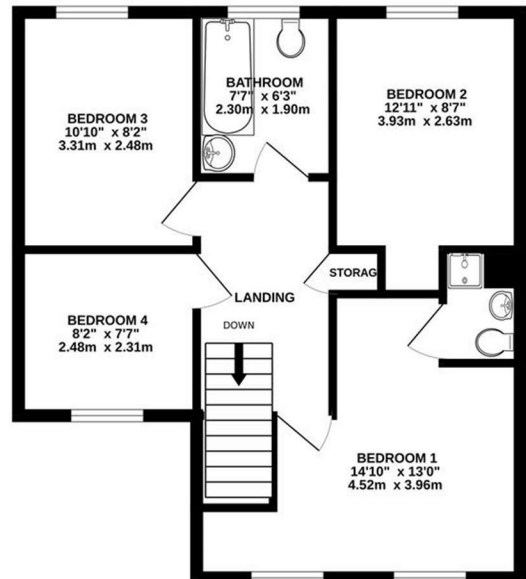 BEDROOM 3
10'10" x 8'2"
3.31m x 2.48m
BATHROOM
7'7" x 6'3"
2.30m x 1.90m
BEDROOM 2
12'11" x 8'7"
3.93m x 2.63m
STORAG
LANDING
DOWN
BEDROOM 4
8'2" x 7'7"
2.48m x 2.31m
BEDROOM 1
14'10" x 13'0"
4.52m x 3.96m